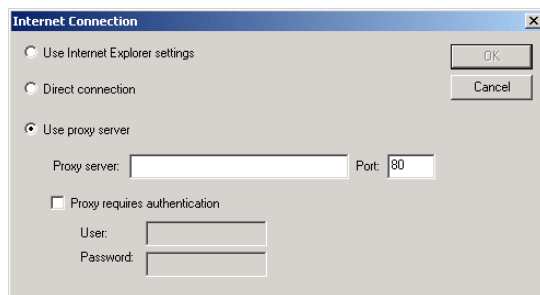 Internet Connection
Use Internet Explorer settings
OK
Direct connection
Cancel
Use proxy server
Proxy server: Port: 80
Proxy requires authentication
User:
Password: